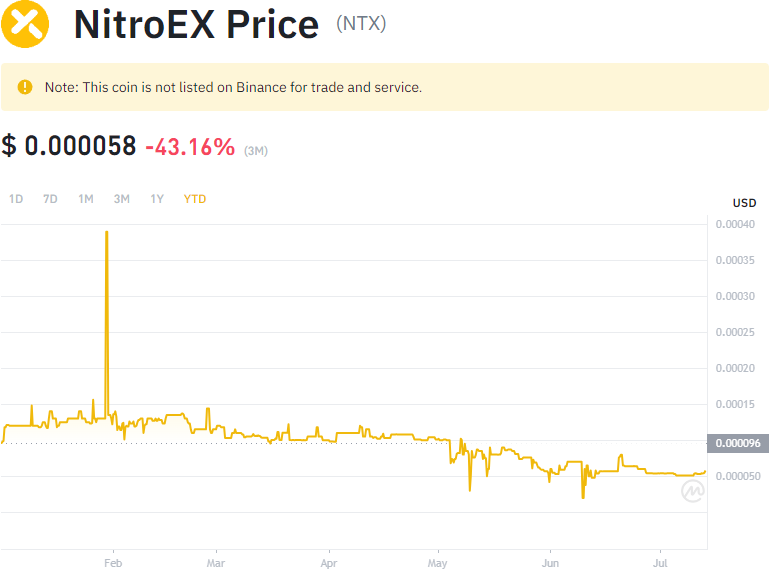 NitroEX Price (NTX)
Note: This coin is not listed on Binance for trade and service.
$ 0.000058 -43.16% (3M)
1D 7D 1M 3M 1Y YTD
USD
0.00040
0.00035
0.00030
0.00025
0.00020
0.00015
0.000096
0.000050
Feb Mar Apr May Jun Jul